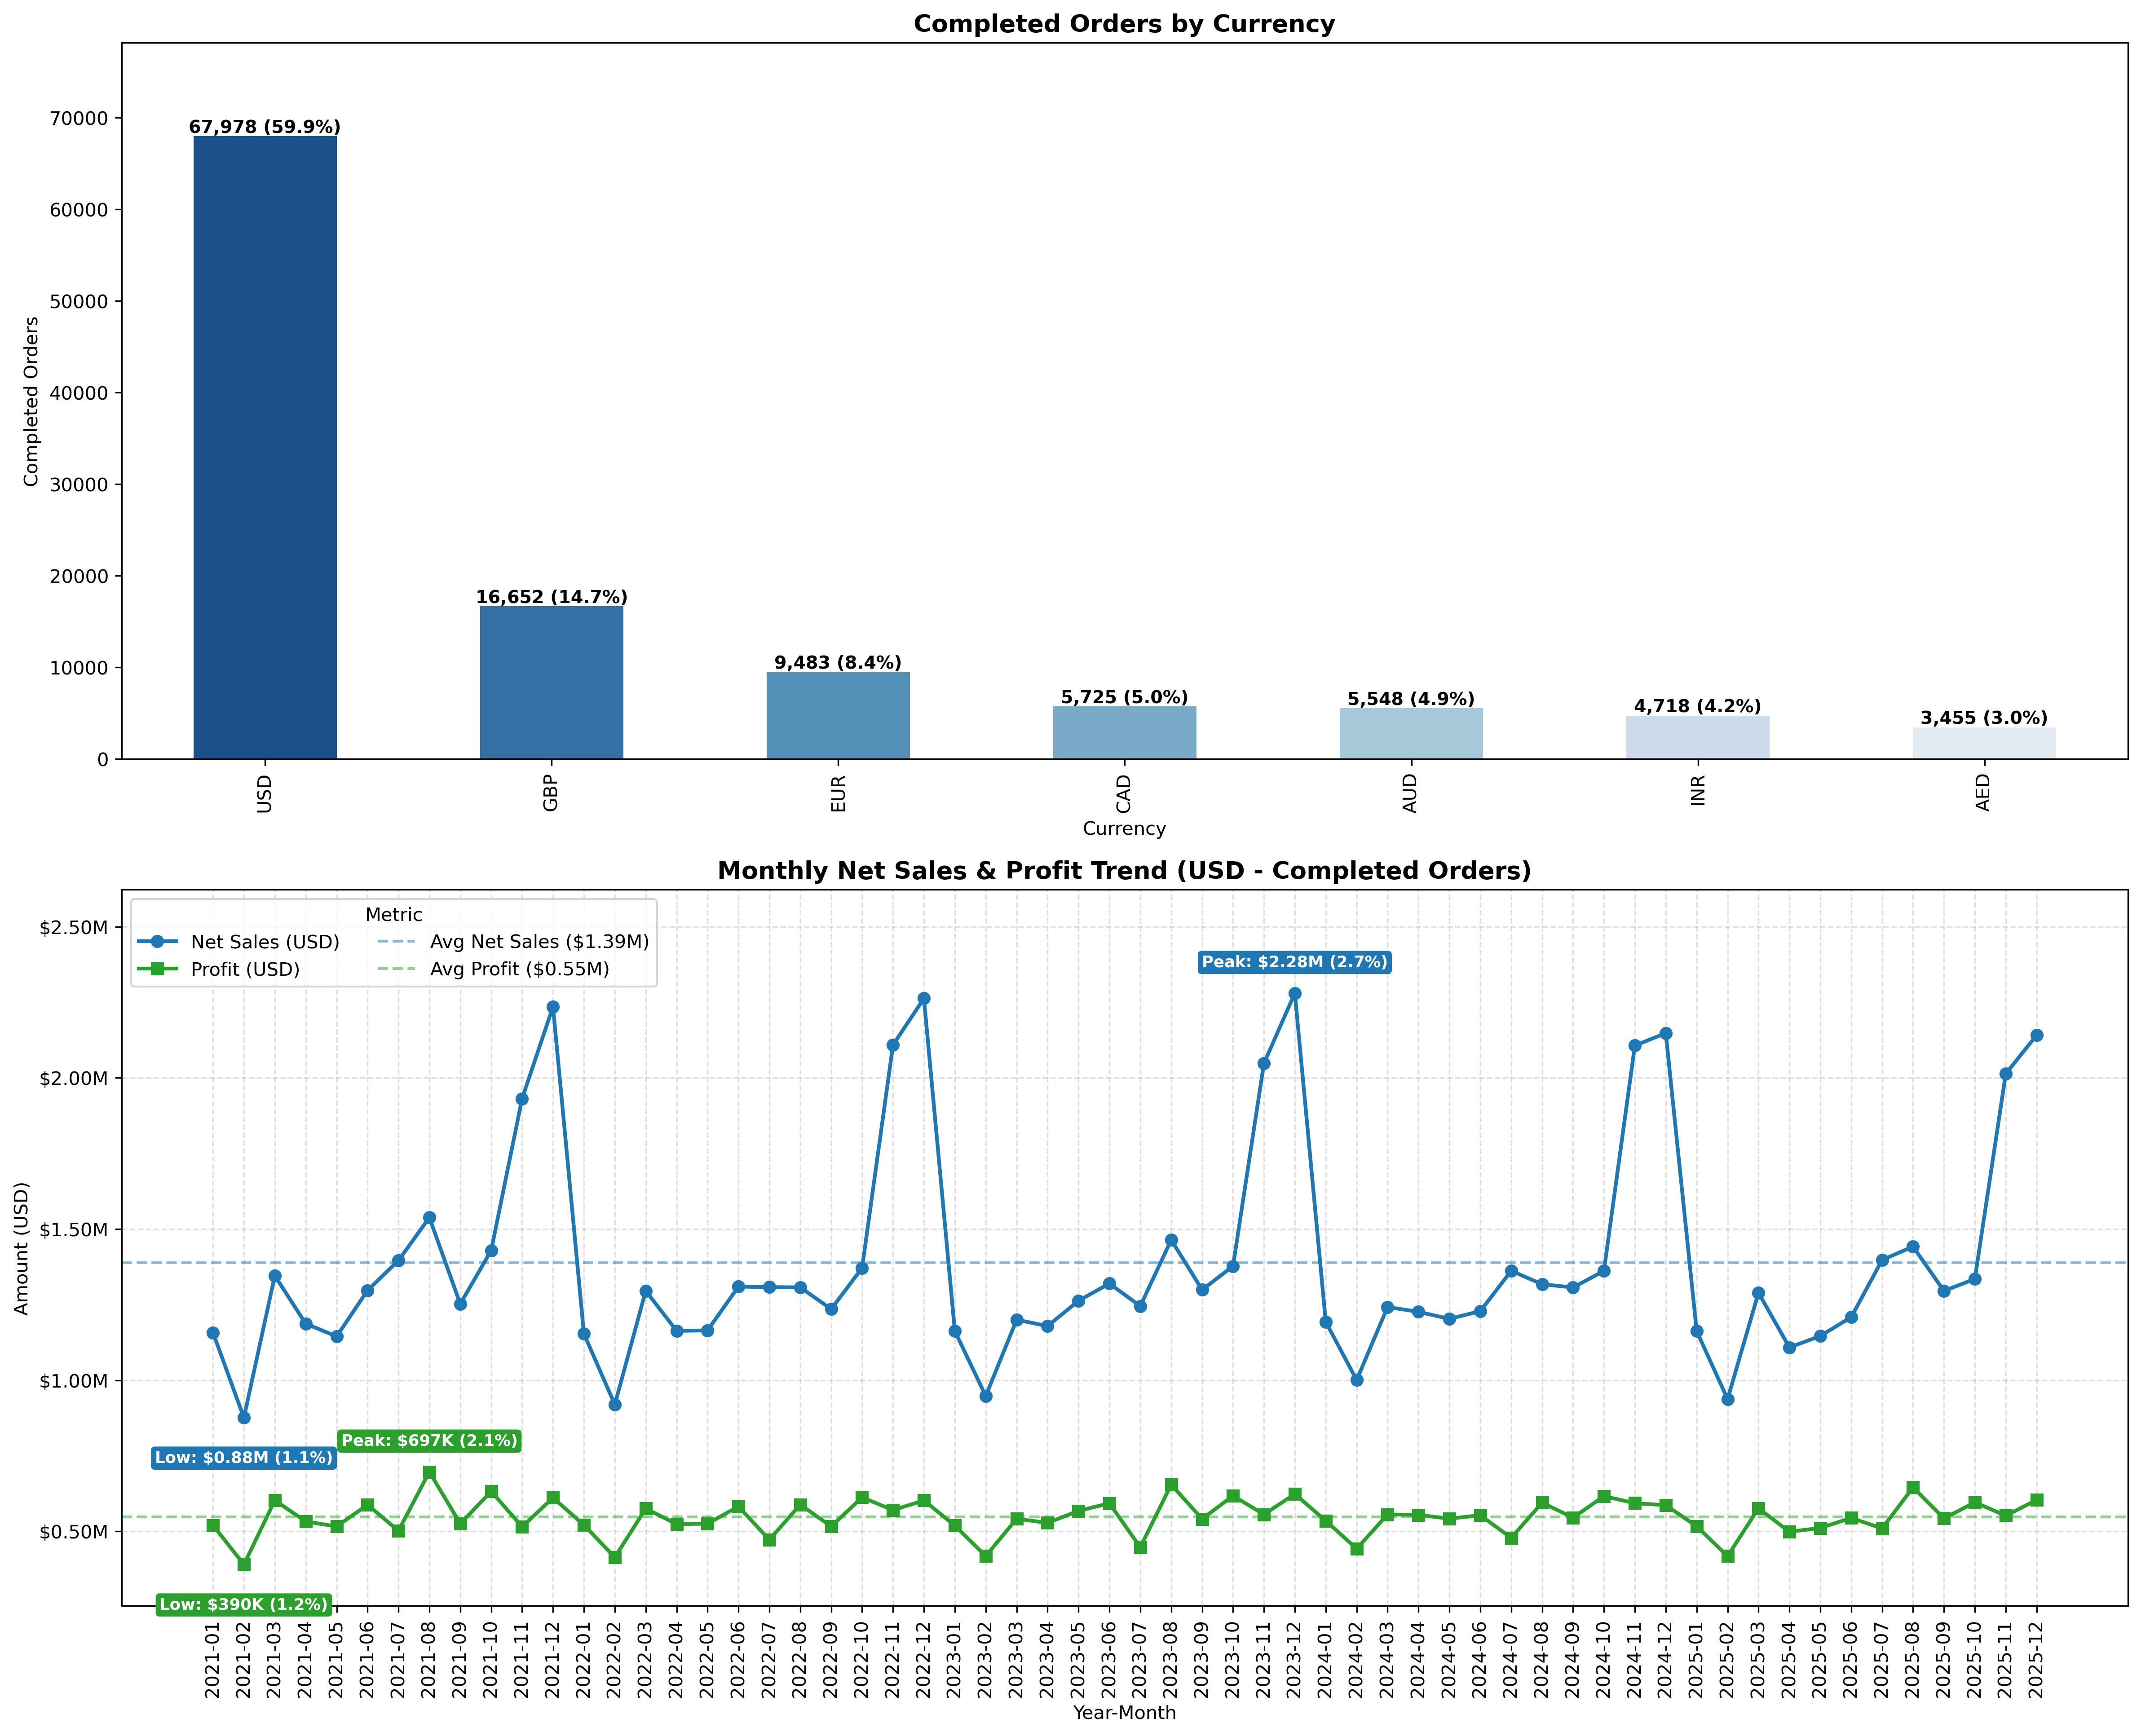 Completed Orders by Currency
Completed Orders
70000
60000
50000
40000
30000
20000
10000
0
67,978 (59.9%)
16,652 (14.7%)
9,483 (8.4%)
5,725 (5.0%)
5,548 (4.9%)
4,718 (4.2%)
3,455 (3.0%)
USD
GBP
EUR
CAD
AUD
INR
AED
Currency
Monthly Net Sales & Profit Trend (USD - Completed Orders)
Amount (USD)
$2.50M
$2.00M
$1.50M
$1.00M
$0.50M
Metric
Net Sales (USD)
Profit (USD)
Avg Net Sales ($1.39M)
Avg Profit ($0.55M)
Peak: $2.28M (2.7%)
Low: $0.88M (1.1%)
Peak: $697K (2.1%)
Low: $390K (1.2%)
2021-01
2021-02
2021-03
2021-04
2021-05
2021-06
2021-07
2021-08
2021-09
2021-10
2021-11
2021-12
2022-01
2022-02
2022-03
2022-04
2022-05
2022-06
2022-07
2022-08
2022-09
2022-10
2022-11
2022-12
2023-01
2023-02
2023-03
2023-04
2023-05
2023-06
2023-07
2023-08
2023-09
2023-10
2023-11
2023-12
2024-01
2024-02
2024-03
2024-04
2024-05
2024-06
2024-07
2024-08
2024-09
2024-10
2024-11
2024-12
2025-01
2025-02
2025-03
2025-04
2025-05
2025-06
2025-07
2025-08
2025-09
2025-10
2025-11
2025-12
Year-Month